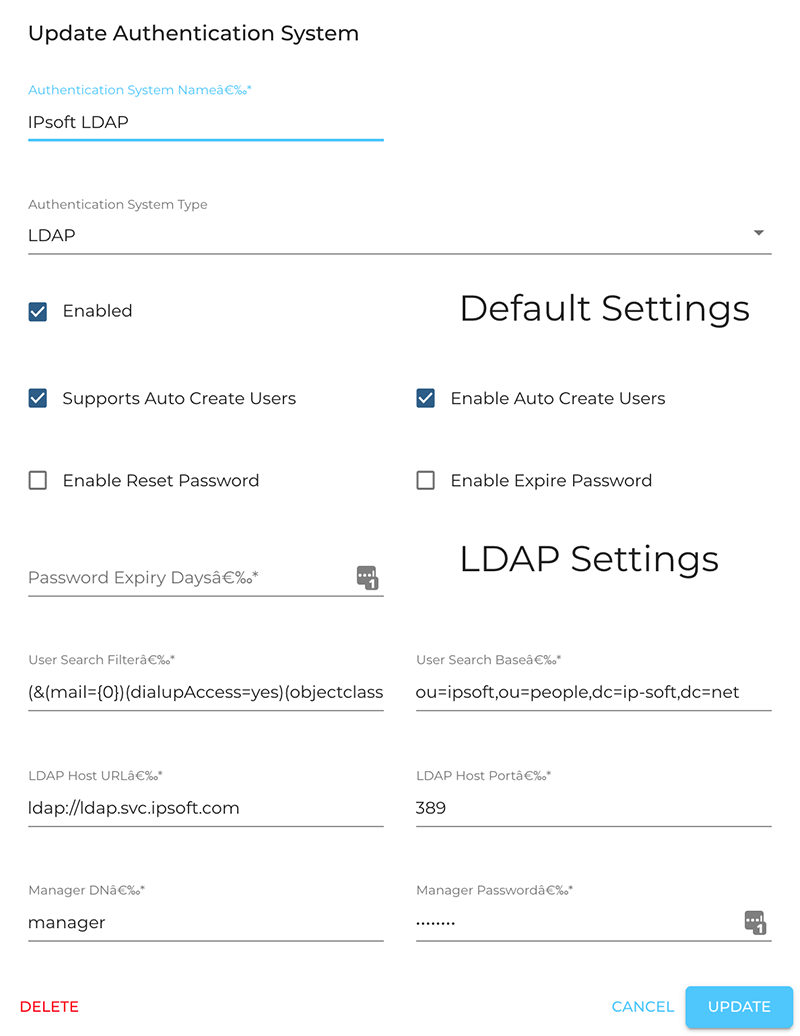 Update Authentication System
Authentication System Nameâ€‰*
IPsoft LDAP
Authentication System Type
LDAP
Enabled
Default Settings
Supports Auto Create Users
Enable Auto Create Users
Enable Reset Password
Enable Expire Password
LDAP Settings
Password Expiry Daysâ€‰*
1
User Search Filterâ€‰*
User Search Baseâ€‰*
(&(mail={0})(dialupAccess=yes)(objectclass
ou=ipsoft,ou=people,dc=ip-soft,dc=net
LDAP Host URLâ€‰*
LDAP Host Portâ€‰*
ldap://ldap.svc.ipsoft.com
389
Manager DNâ€‰*
Manager Passwordâ€‰*
manager
••••••••
1
DELETE
CANCEL
UPDATE